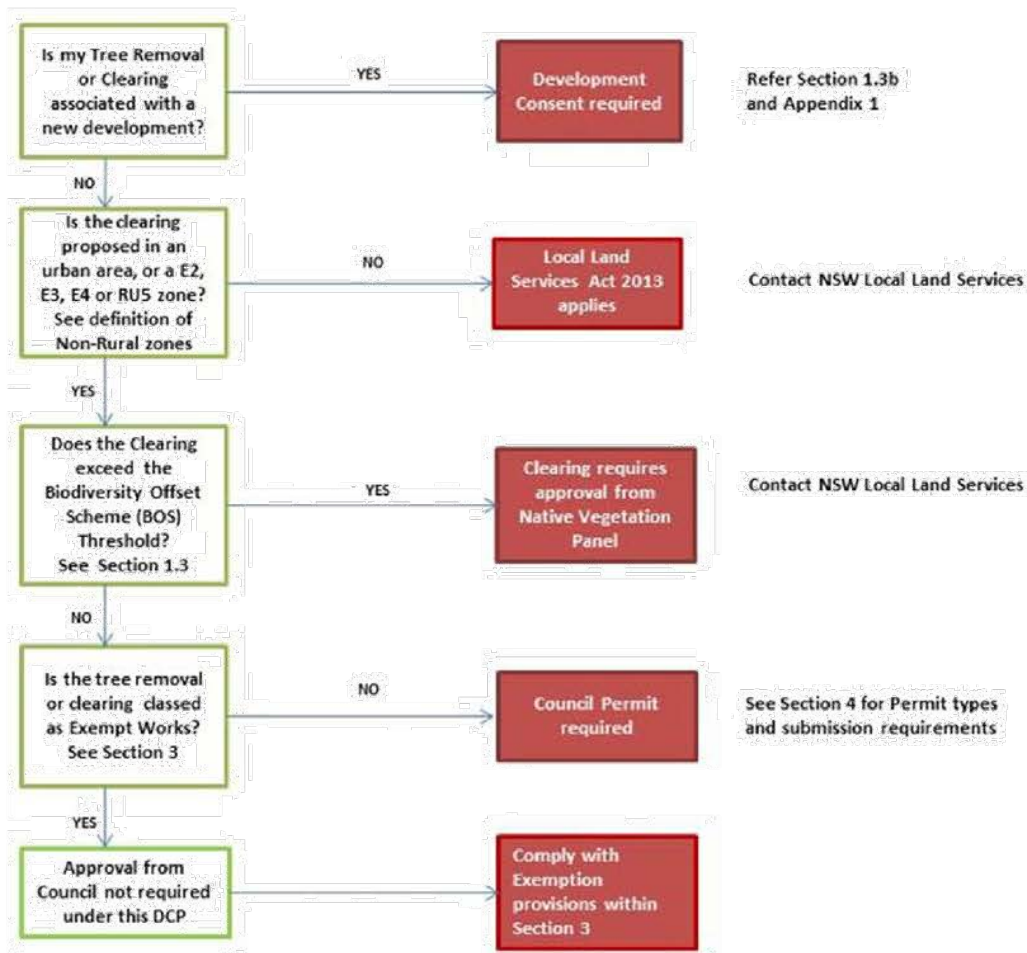 Is my Tree Removal
or Clearing
associated with a
new development?
YES
Development
Consent required
Refer Section 1.3b
and Appendix 1
NO
Is the clearing
proposed in an
urban area, or a E2,
E3, E4 or RU5 zone?
See definition of
Non-Rural zones
NO
Local Land
Services Act 2013
applies
Contact NSW Local Land Services
YES
Does the Clearing
exceed the
Biodiversity Offset
Scheme (BOS)
Threshold?
See Section 1.3
YES
Clearing requires
approval from
Native Vegetation
Panel
Contact NSW Local Land Services
NO
Is the tree removal
or clearing classed
as Exempt Works?
See Section 3
NO
Council Permit
required
See Section 4 for Permit types
and submission requirements
YES
Approval from
Council not required
under this DCP
Comply with
Exemption
provisions within
Section 3